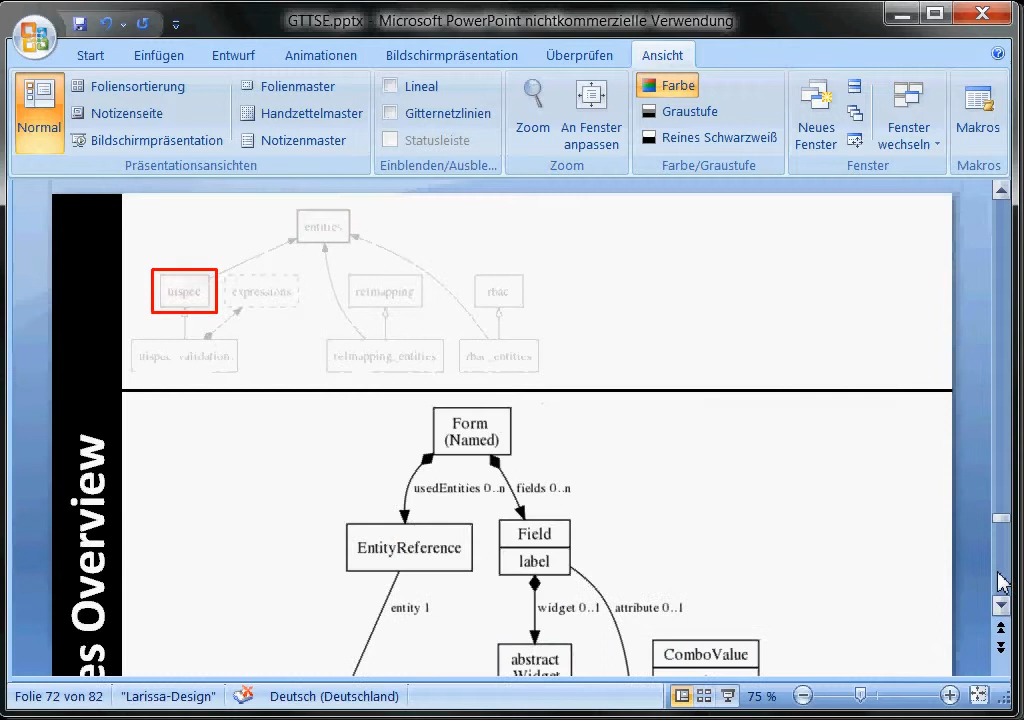 GTTSE.pptx - Microsoft PowerPoint nichtkommerzielle Verwendung
Start Einfügen Entwurf Animationen Bildschirmpräsentation Überprüfen Ansicht
Normal
Foliensortierung
Notizenseite
Bildschirmpräsentation
Folienmaster
Handzettelmaster
Notizenmaster
Präsentationsansichten
Lineal
Gitternetzlinien
Statusleiste
Einblenden/Ausble...
Zoom
An Fenster
anpassen
Zoom
Farbe
Graustufe
Reines Schwarzweiß
Farbe/Graustufe
Neues
Fenster
Fenster
wechseln
Fenster
Makros
Makros
entities
uispec
expressions
relmapping
rbac
uispec_validation
relmapping_entities
rbac_entities
es Overview
Form
(Named)
usedEntities 0..n
fields 0..n
EntityReference
Field
label
entity 1
widget 0..1
attribute 0..1
abstract
Widget
ComboValue
Folie 72 von 82
"Larissa-Design"
Deutsch (Deutschland)
75 %